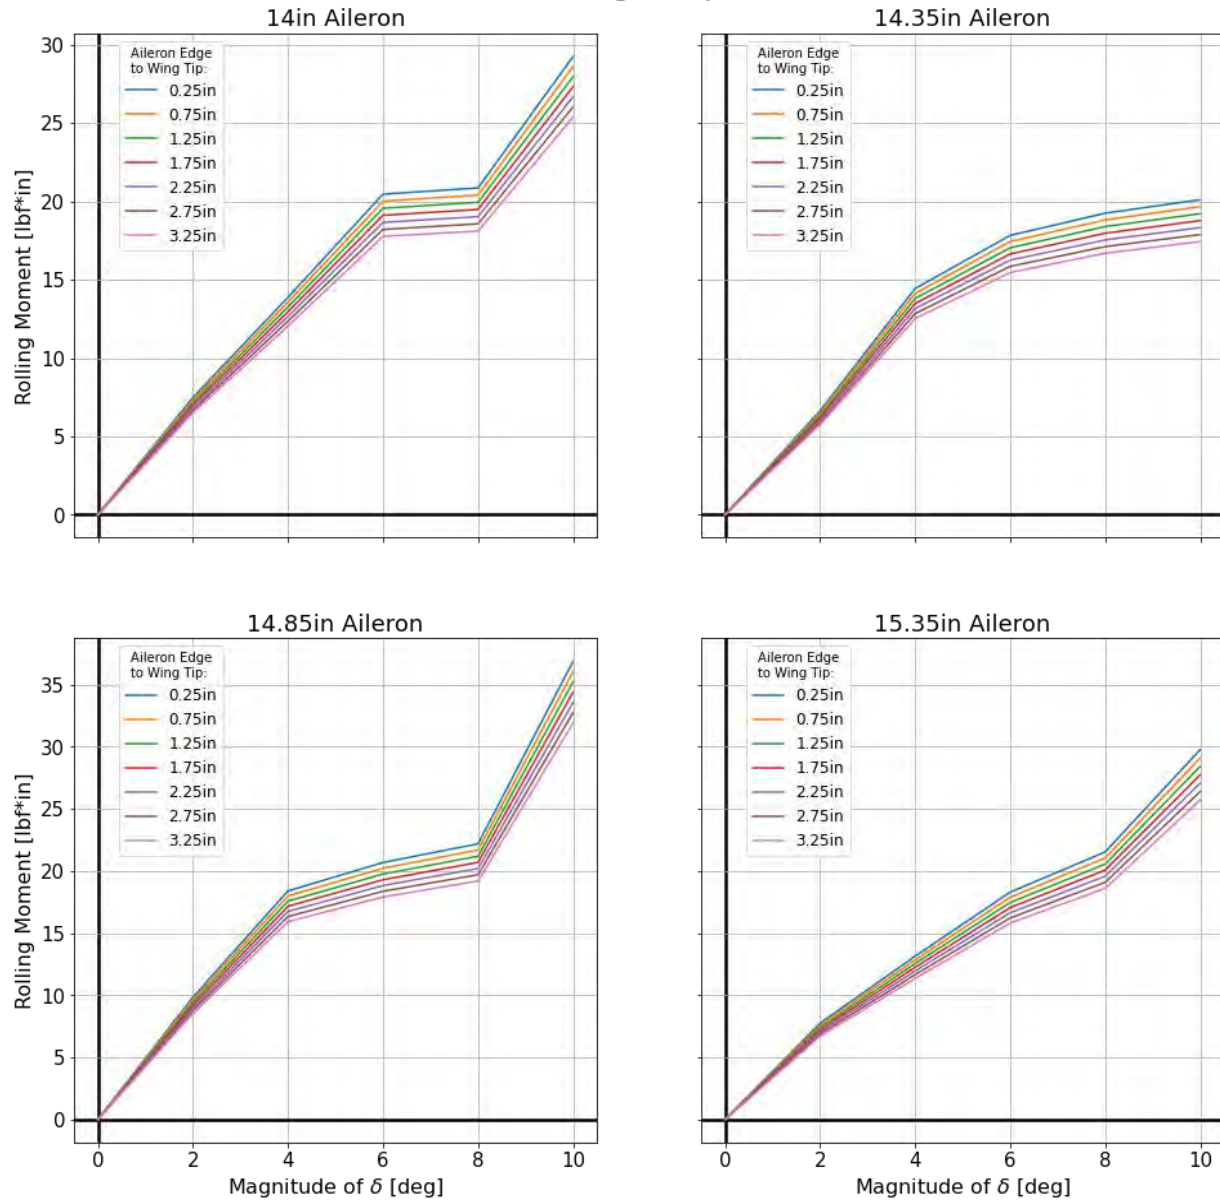 14in Aileron
30
25
20
15
10
5
0
Rolling Moment [lbf*in]
Aileron Edge
to Wing Tip:
0.25in
0.75in
1.25in
1.75in
2.25in
2.75in
3.25in
14.35in Aileron
Aileron Edge
to Wing Tip:
0.25in
0.75in
1.25in
1.75in
2.25in
2.75in
3.25in
14.85in Aileron
35
30
25
20
15
10
5
0
Rolling Moment [lbf*in]
Aileron Edge
to Wing Tip:
0.25in
0.75in
1.25in
1.75in
2.25in
2.75in
3.25in
0 2 4 6 8 10
Magnitude of δ [deg]
15.35in Aileron
Aileron Edge
to Wing Tip:
0.25in
0.75in
1.25in
1.75in
2.25in
2.75in
3.25in
0 2 4 6 8 10
Magnitude of δ [deg]